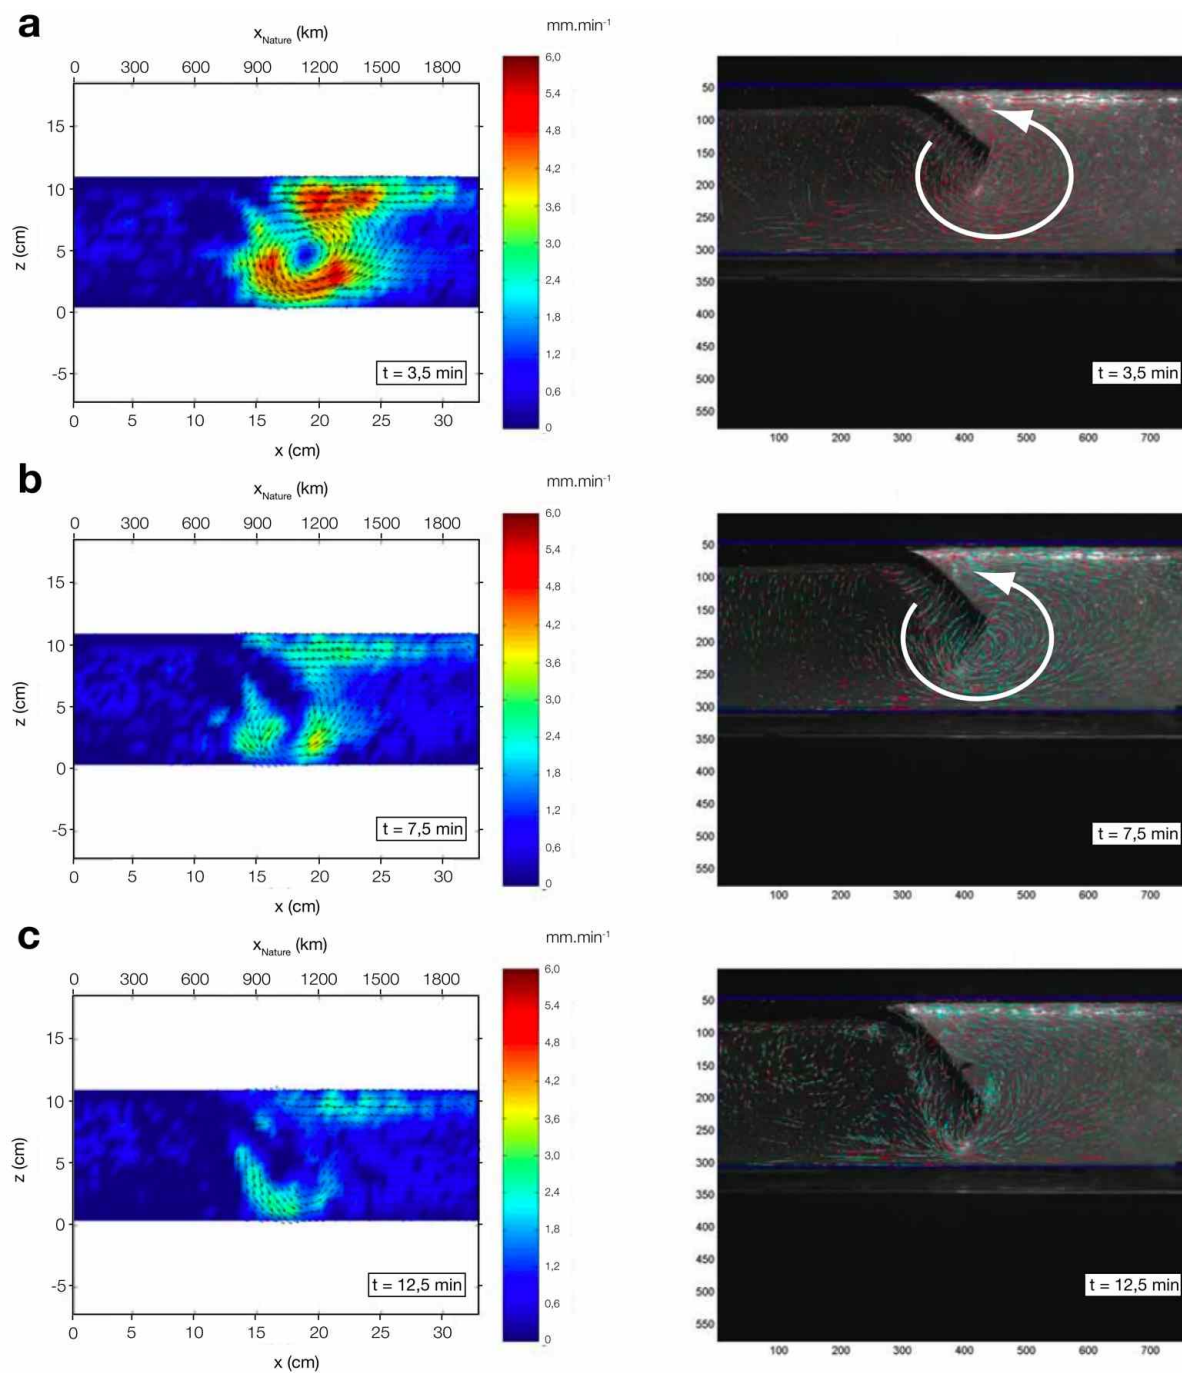 a
x_Nature (km)
mm.min⁻¹
0 300 600 900 1200 1500 1800
15
10
5
0
-5
z (cm)
t = 3,5 min
0 5 10 15 20 25 30
x (cm)
6,0
5,4
4,8
4,2
3,6
3,0
2,4
1,8
1,2
0,6
0
50
100
150
200
250
300
350
400
450
500
550
t = 3,5 min
100 200 300 400 500 600 700
b
x_Nature (km)
mm.min⁻¹
0 300 600 900 1200 1500 1800
15
10
5
0
-5
z (cm)
t = 7,5 min
0 5 10 15 20 25 30
x (cm)
6,0
5,4
4,8
4,2
3,6
3,0
2,4
1,8
1,2
0,6
0
50
100
150
200
250
300
350
400
450
500
550
t = 7,5 min
100 200 300 400 500 600 700
c
x_Nature (km)
mm.min⁻¹
0 300 600 900 1200 1500 1800
15
10
5
0
-5
z (cm)
t = 12,5 min
0 5 10 15 20 25 30
x (cm)
6,0
5,4
4,8
4,2
3,6
3,0
2,4
1,8
1,2
0,6
0
50
100
150
200
250
300
350
400
450
500
550
t = 12,5 min
100 200 300 400 500 600 700